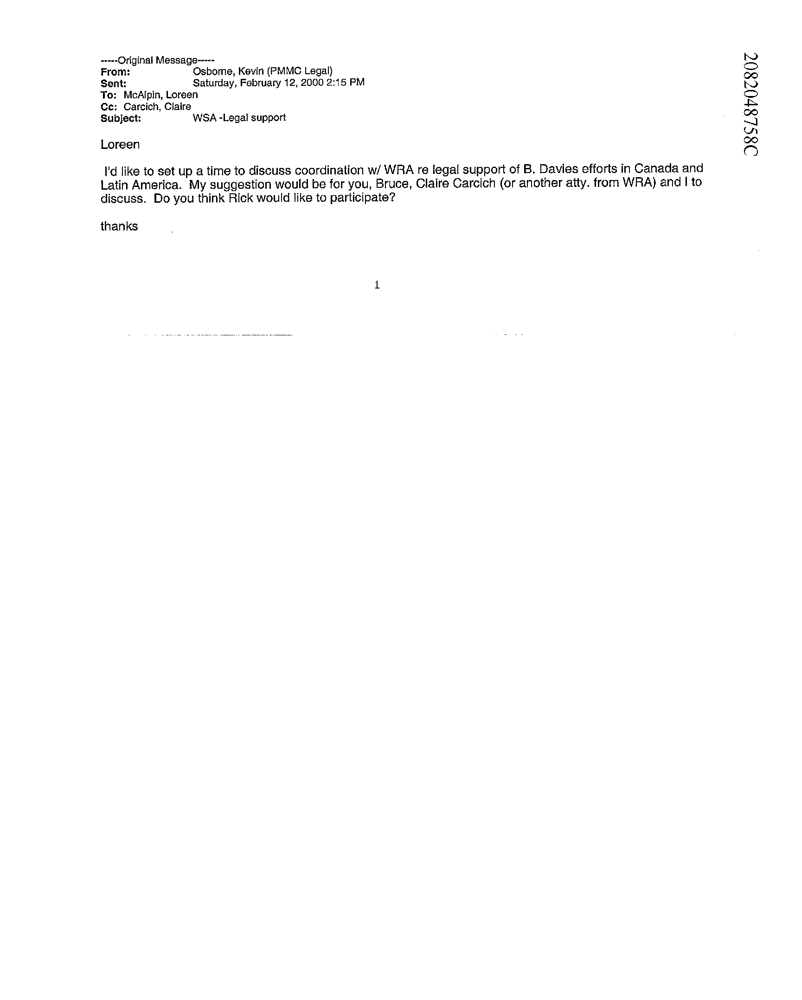 -----Original Message-----
From: Osborne, Kevin (PMMC Legal)
Sent: Saturday, February 12, 2000 2:15 PM
To: McAlpin, Loreen
Cc: Carcich, Claire
Subject: WSA -Legal support
Loreen
I'd like to set up a time to discuss coordination w/ WRA re legal support of B. Davies efforts in Canada and
Latin America. My suggestion would be for you, Bruce, Claire Carcich (or another atty. from WRA) and I to
discuss. Do you think Rick would like to participate?
thanks
1
2082048758C